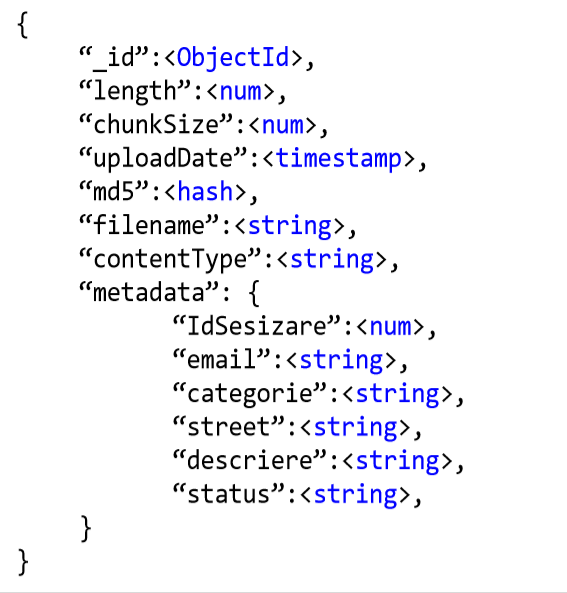 {
“_id”:<ObjectId>,
“length”:<num>,
“chunkSize”:<num>,
“uploadDate”:<timestamp>,
“md5”:<hash>,
“filename”:<string>,
“contentType”:<string>,
“metadata”: {
“IdSesizare”:<num>,
“email”:<string>,
“categorie”:<string>,
“street”:<string>,
“descriere”:<string>,
“status”:<string>,
}
}